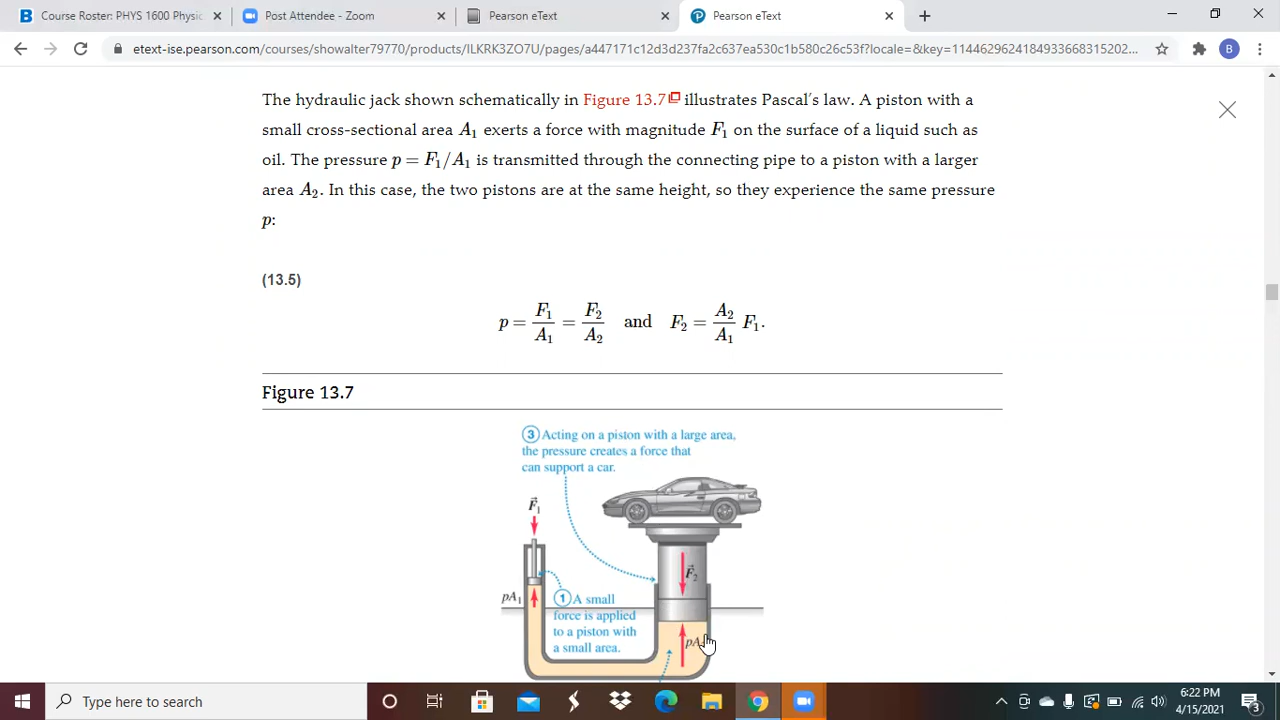 Course Roster: PHYS 1600 Physic
Post Attendee - Zoom
Pearson eText
Pearson eText
etext-ise.pearson.com/courses/showalter79770/products/ILKRK3ZO7U/pages/a447171c12d3d237fa2c637ea530c1b580c26c53f?locale=&key=1144629624184933668315202...
B
The hydraulic jack shown schematically in Figure 13.7 illustrates Pascal's law. A piston with a
small cross-sectional area A₁ exerts a force with magnitude F₁ on the surface of a liquid such as
oil. The pressure p = F₁/A₁ is transmitted through the connecting pipe to a piston with a larger
area A₂. In this case, the two pistons are at the same height, so they experience the same pressure
p:
(13.5)
p = F₁/A₁ = F₂/A₂ and F₂ = A₂/A₁ F₁.
Figure 13.7
③ Acting on a piston with a large area,
the pressure creates a force that
can support a car.
F⃗₁
F⃗₂
pA₁
① A small
force is applied
to a piston with
a small area.
Type here to search
6:22 PM
4/15/2021
3